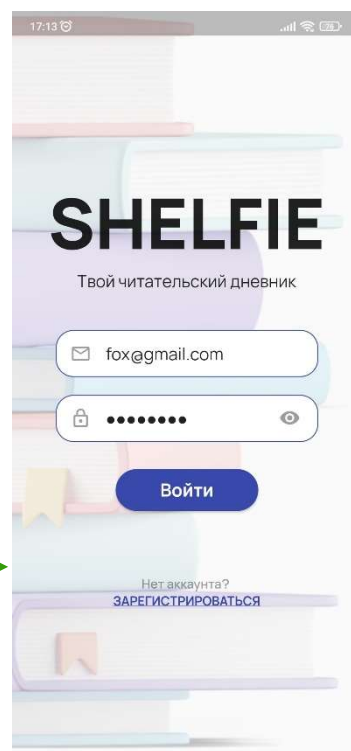 17:13
SHELFIE
Твой читательский дневник
fox@gmail.com
●●●●●●●●
Войти
Нет аккаунта?
ЗАРЕГИСТРИРОВАТЬСЯ